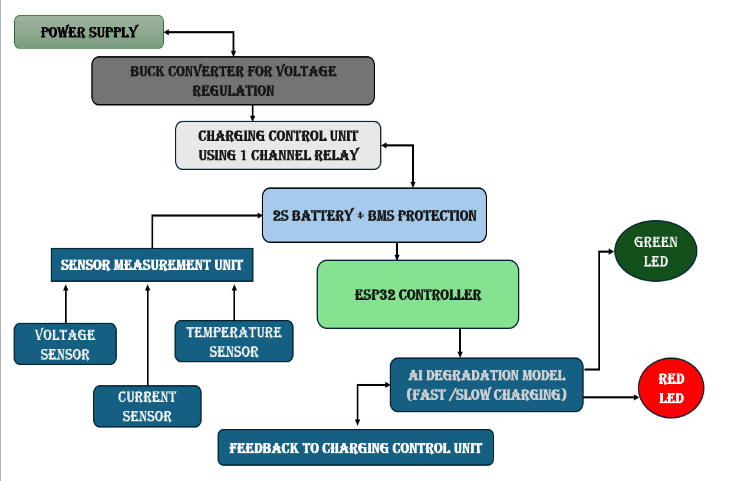 POWER SUPPLY
BUCK CONVERTER FOR VOLTAGE
REGULATION
CHARGING CONTROL UNIT
USING 1 CHANNEL RELAY
2S BATTERY + BMS PROTECTION
SENSOR MEASUREMENT UNIT
GREEN
LED
ESP32 CONTROLLER
VOLTAGE
SENSOR
TEMPERATURE
SENSOR
CURRENT
SENSOR
AI DEGRADATION MODEL
(FAST /SLOW CHARGING)
RED
LED
FEEDBACK TO CHARGING CONTROL UNIT